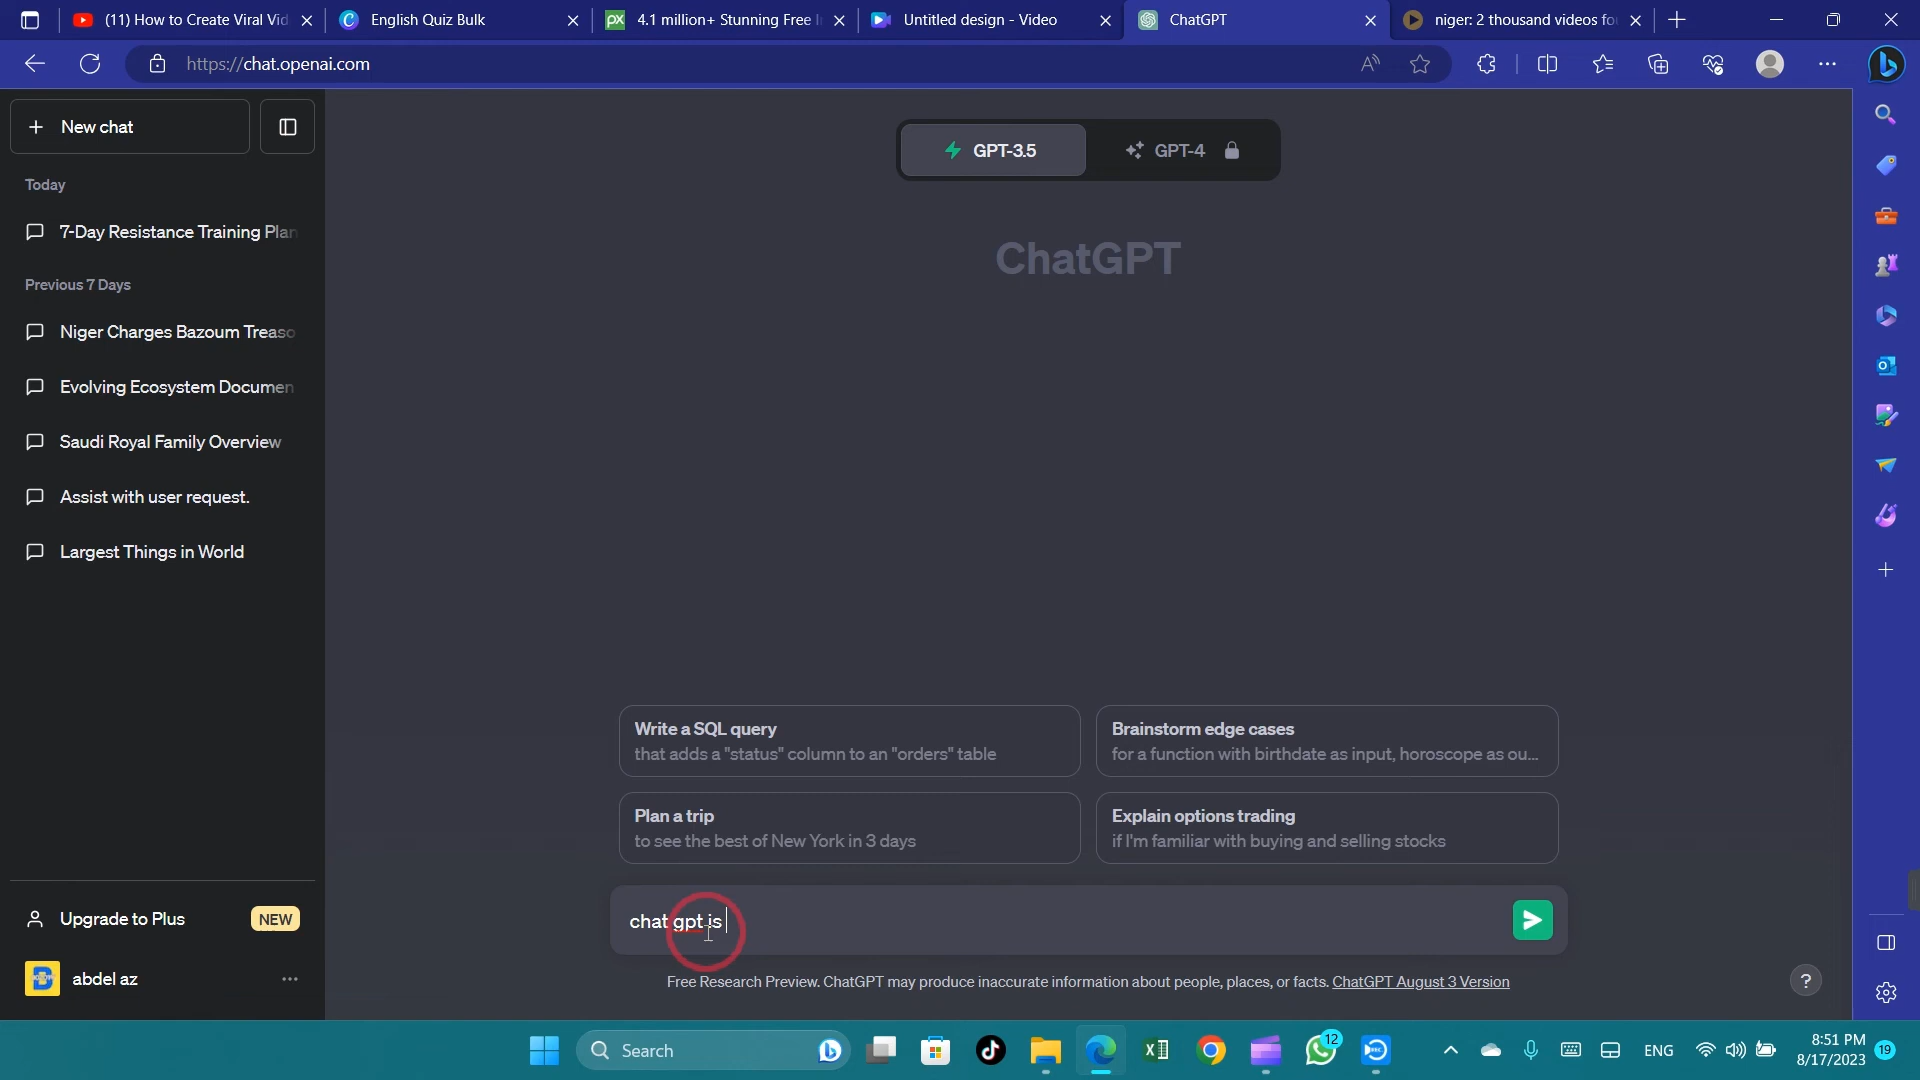 (11) How to Create Viral Vid
English Quiz Bulk
4.1 million+ Stunning Free I
Untitled design - Video
ChatGPT
niger: 2 thousand videos fo
https://chat.openai.com
New chat
Today
7-Day Resistance Training Plan
Previous 7 Days
Niger Charges Bazoum Treaso
Evolving Ecosystem Documen
Saudi Royal Family Overview
Assist with user request.
Largest Things in World
Upgrade to Plus
NEW
abdel az
GPT-3.5
GPT-4
ChatGPT
Write a SQL query
that adds a "status" column to an "orders" table
Brainstorm edge cases
for a function with birthdate as input, horoscope as ou...
Plan a trip
to see the best of New York in 3 days
Explain options trading
if I'm familiar with buying and selling stocks
chat gpt is
Free Research Preview. ChatGPT may produce inaccurate information about people, places, or facts. ChatGPT August 3 Version
?
Search
12
ENG
8:51 PM
8/17/2023
19